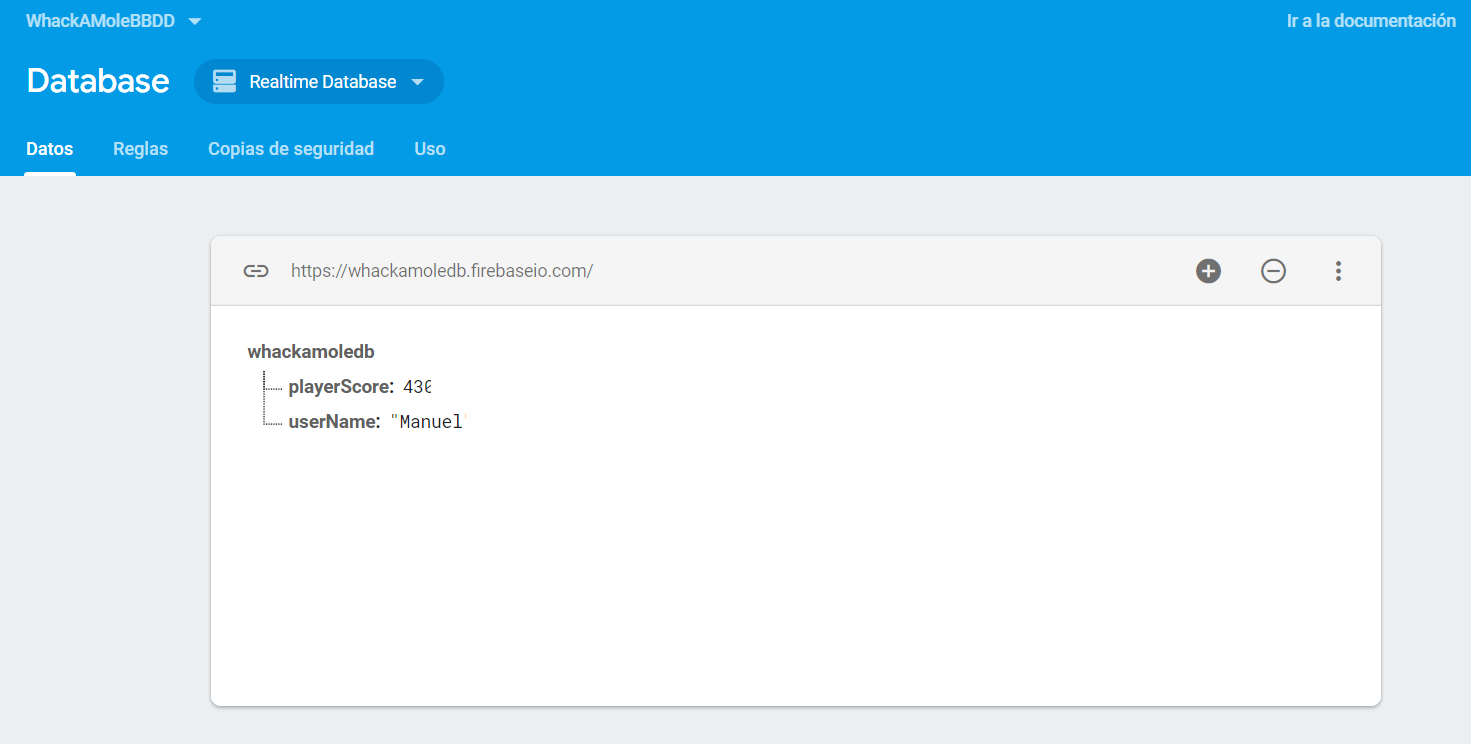 WhackAMoleBBDD
Ir a la documentación
Database
Realtime Database
Datos Reglas Copias de seguridad Uso
https://whackamoledb.firebaseio.com/
whackamoledb
playerScore: 430
userName: "Manuel"